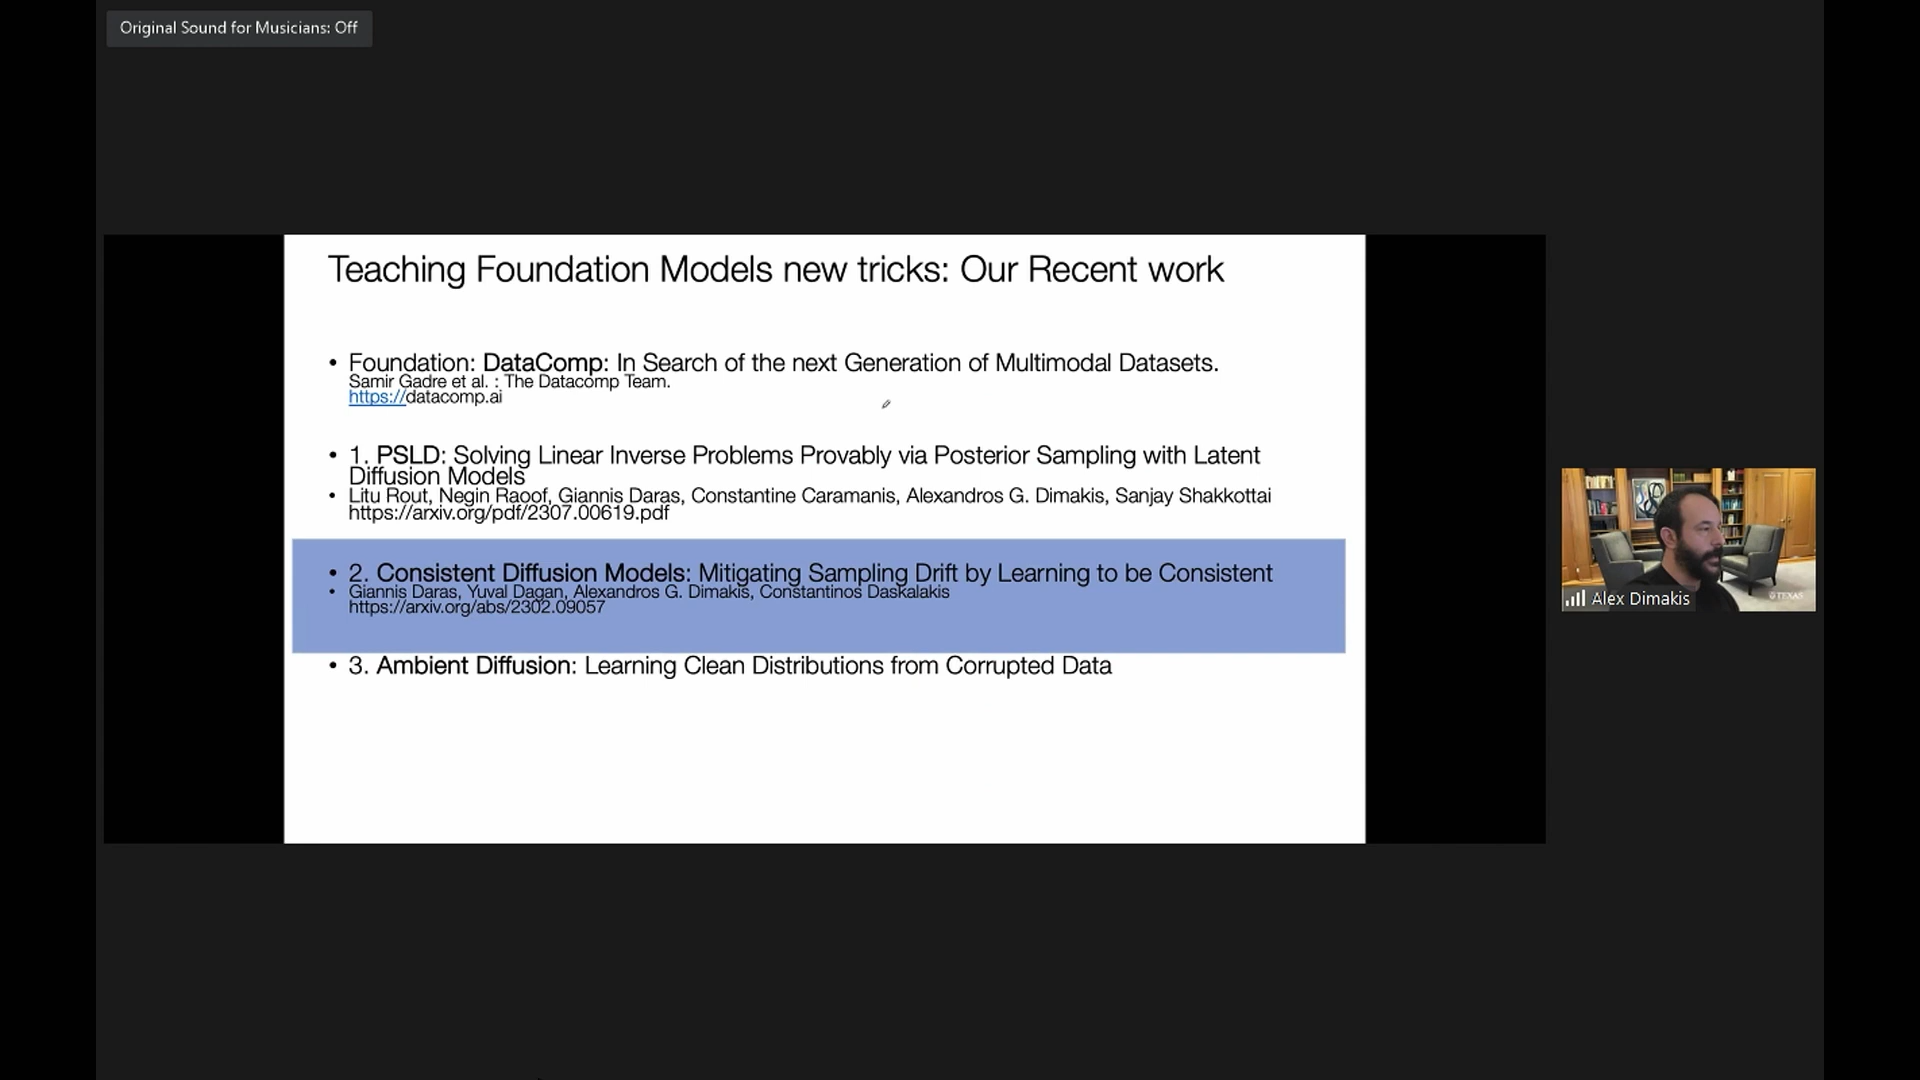 Original Sound for Musicians: Off
Teaching Foundation Models new tricks: Our Recent work
• Foundation: DataComp: In Search of the next Generation of Multimodal Datasets.
Samir Gadre et al. : The Datacomp Team.
https://datacomp.ai
• 1. PSLD: Solving Linear Inverse Problems Provably via Posterior Sampling with Latent
Diffusion Models
• Litu Rout, Negin Raoof, Giannis Daras, Constantine Caramanis, Alexandros G. Dimakis, Sanjay Shakkottai
https://arxiv.org/pdf/2307.00619.pdf
• 2. Consistent Diffusion Models: Mitigating Sampling Drift by Learning to be Consistent
• Giannis Daras, Yuval Dagan, Alexandros G. Dimakis, Constantinos Daskalakis
https://arxiv.org/abs/2302.09057
• 3. Ambient Diffusion: Learning Clean Distributions from Corrupted Data
TEXAS
Alex Dimakis